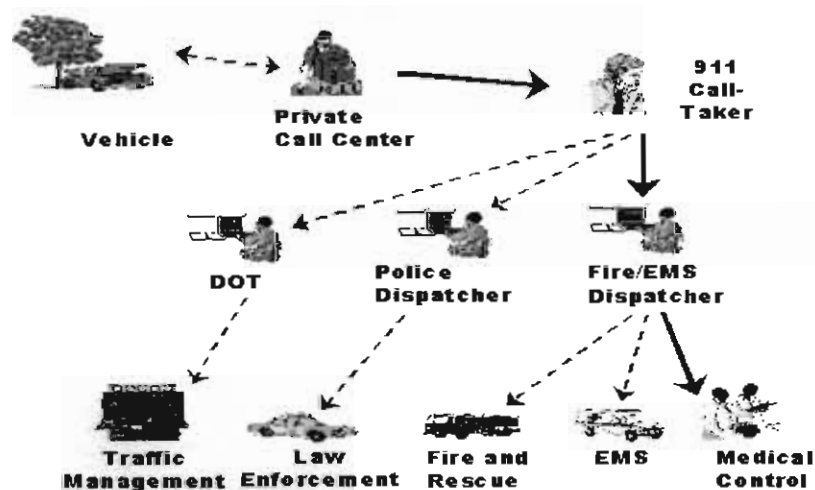 911
Call-
Taker
Private
Call Center
Vehicle
DOT
Police
Dispatcher
Fire/EMS
Dispatcher
Traffic
Management
Law
Enforcement
Fire and
Rescue
EMS
Medical
Control